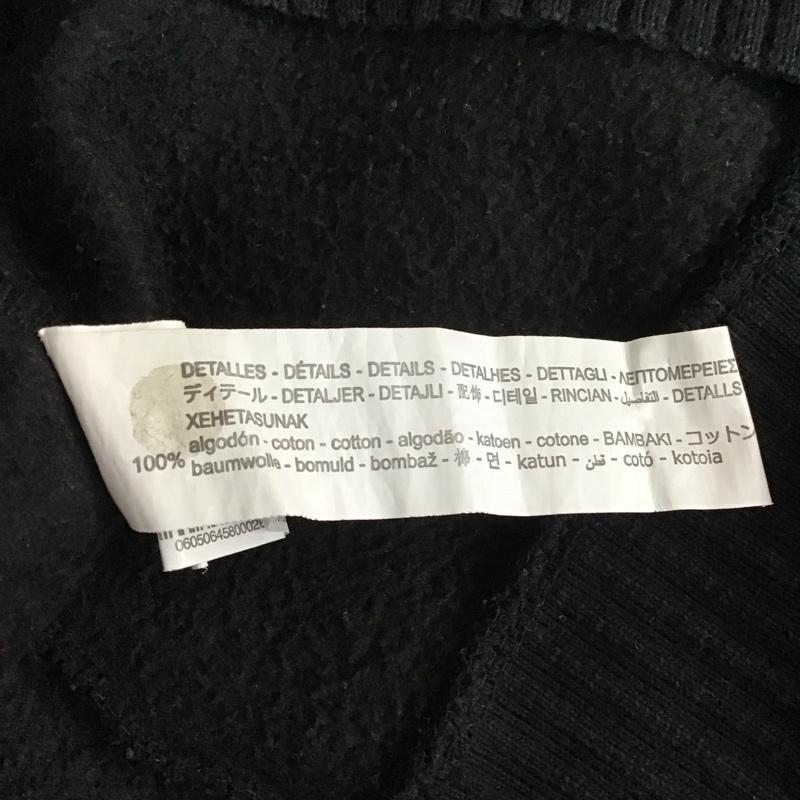 DETALLES - DÉTAILS - DETAILS - DETALHES - DETTAGLI - ΛΕΠΤΟΜΕΡΕΙΕΣ
ディテール - DETALJER - DETAJLI - 配飾 - 디테일 - RINCIAN - التفاصيل - DETALLS
XEHETASUNAK
algodón - coton - cotton - algodão - katoen - cotone - BAMBAKI - コットン
100% baumwolle - bomuld - bombaž - 棉 - 면 - katun - قطن - cotó - kotoia
06050645800026